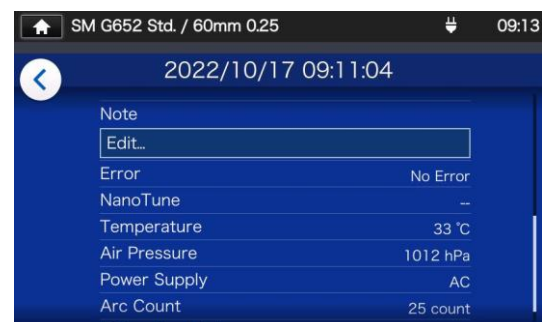 SM G652 Std. / 60mm 0.25 09:13
2022/10/17 09:11:04
Note
Edit...
Error No Error
NanoTune --
Temperature 33 °C
Air Pressure 1012 hPa
Power Supply AC
Arc Count 25 count